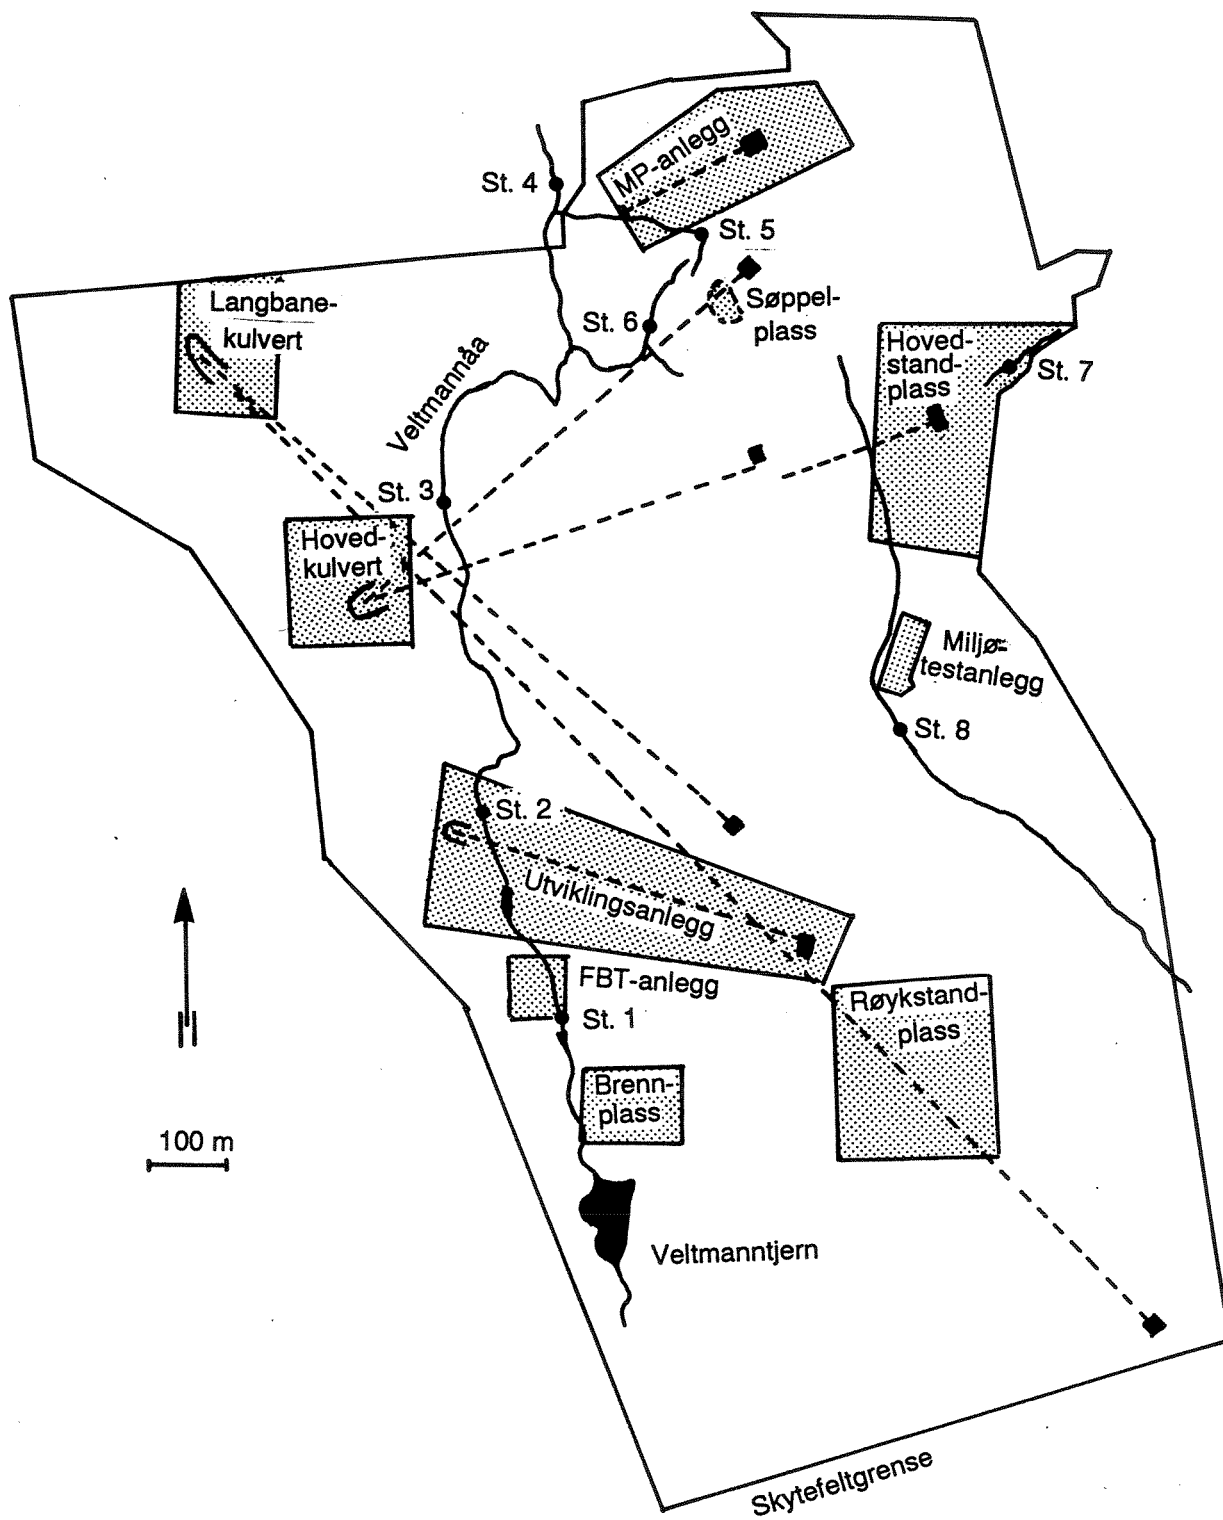 St. 4
MP-anlegg
St. 5
Søppel-
plass
Langbane-
kulvert
St. 6
Veltmannåa
Hoved-
stand-
plass
St. 7
St. 3
Hoved-
kulvert
Miljø-
testanlegg
St. 8
St. 2
Utviklingsanlegg
FBT-anlegg
St. 1
Røykstand-
plass
Brenn-
plass
100 m
Veltmanntjern
Skytefeltgrense